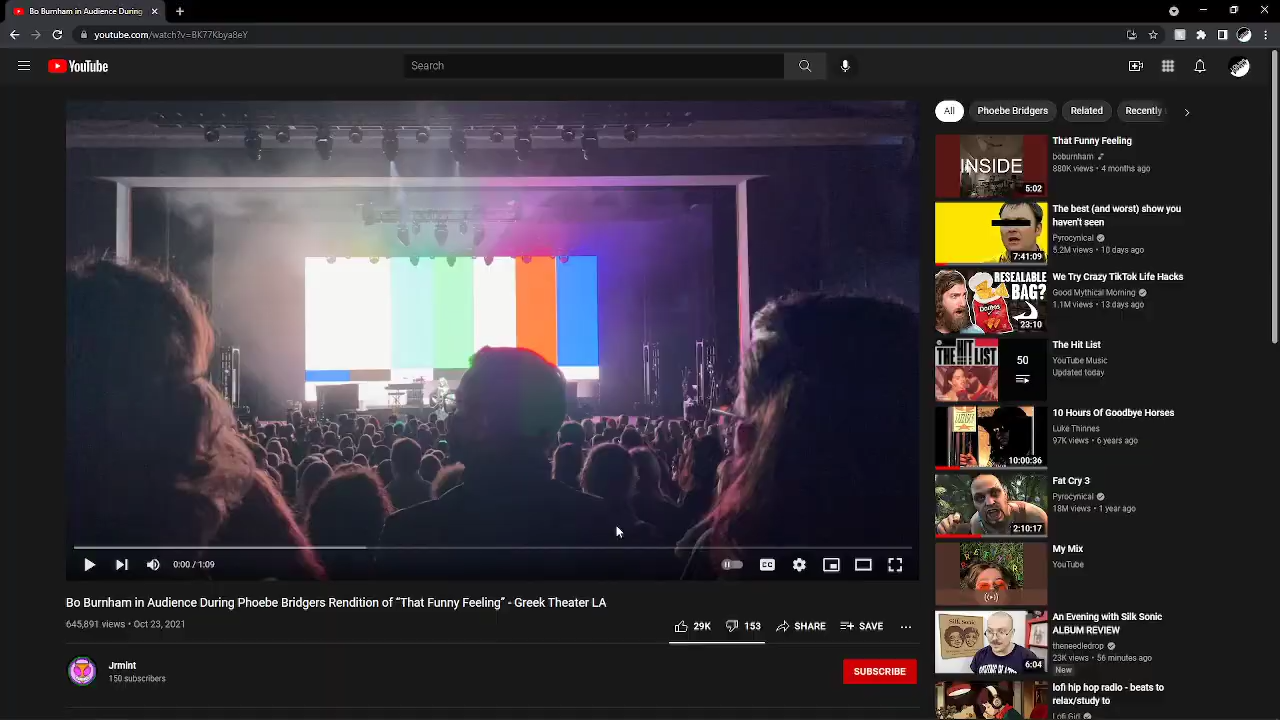 Bo Burnham in Audience During
youtube.com/watch?v=BK77Kbya8eY
YouTube
Search
All
Phoebe Bridgers
Related
Recently
INSIDE
5:02
That Funny Feeling
boburnham
880K views • 4 months ago
7:41:09
The best (and worst) show you
haven't seen
Pyrocynical
5.2M views • 10 days ago
RESEALABLE
BAG?
23:10
We Try Crazy TikTok Life Hacks
Good Mythical Morning
1.1M views • 13 days ago
THE HIT LIST
50
The Hit List
YouTube Music
Updated today
10:00:36
10 Hours Of Goodbye Horses
Luke Thinnes
97K views • 6 years ago
2:10:17
Fat Cry 3
Pyrocynical
18M views • 1 year ago
My Mix
YouTube
Silk Sonic
6:04
An Evening with Silk Sonic
ALBUM REVIEW
theneedledrop
23K views • 56 minutes ago
New
lofi hip hop radio - beats to
relax/study to
Lofi Girl
CC
0:00 / 1:09
Bo Burnham in Audience During Phoebe Bridgers Rendition of “That Funny Feeling” - Greek Theater LA
645,891 views • Oct 23, 2021
29K
153
SHARE
SAVE
Jrmint
150 subscribers
SUBSCRIBE